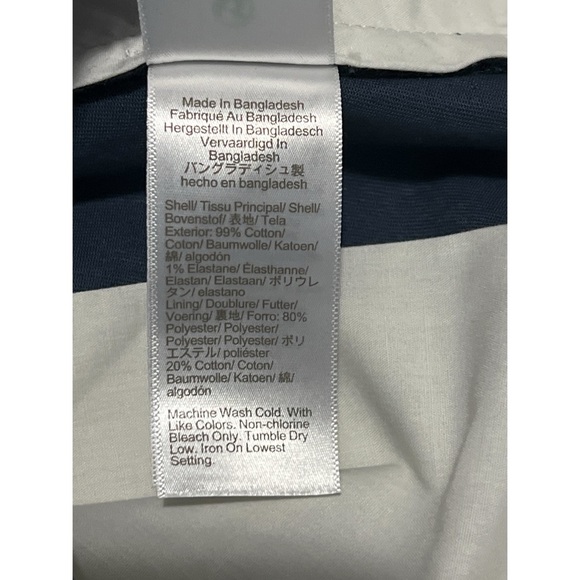 Made In Bangladesh
Fabriqué Au Bangladesh
Hergestellt In Bangladesch
Vervaardigd In
Bangladesh
バングラディシュ製
hecho en bangladesh
Shell/ Tissu Principal/ Shell/
Bovenstof/ 表地/ Tela
Exterior: 99% Cotton/
Coton/ Baumwolle/ Katoen/
綿/ algodón
1% Elastane/ Élasthanne/
Elastan/ Elastaan/ ポリウレ
タン/ elastano
Lining/ Doublure/ Futter/
Voering/ 裏地/ Forro: 80%
Polyester/ Polyester/
Polyester/ Polyester/ ポリ
エステル/ poliéster
20% Cotton/ Coton/
Baumwolle/ Katoen/ 綿/
algodón
Machine Wash Cold. With
Like Colors. Non-chlorine
Bleach Only. Tumble Dry
Low. Iron On Lowest
Setting.